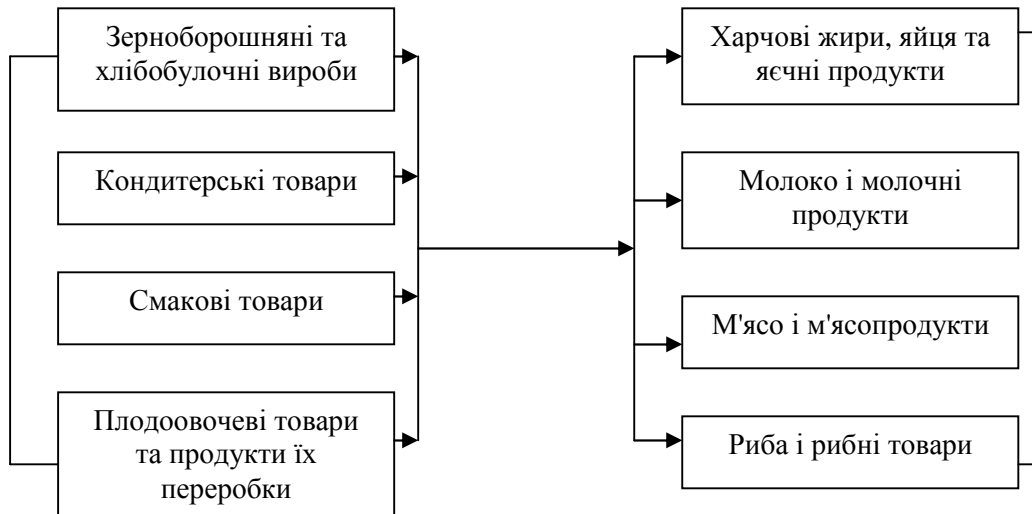 Зерноборошняні та
хлібобулочні вироби
Кондитерські товари
Смакові товари
Плодоовочеві товари
та продукти їх
переробки
Харчові жири, яйця та
яєчні продукти
Молоко і молочні
продукти
М'ясо і м'ясопродукти
Риба і рибні товари